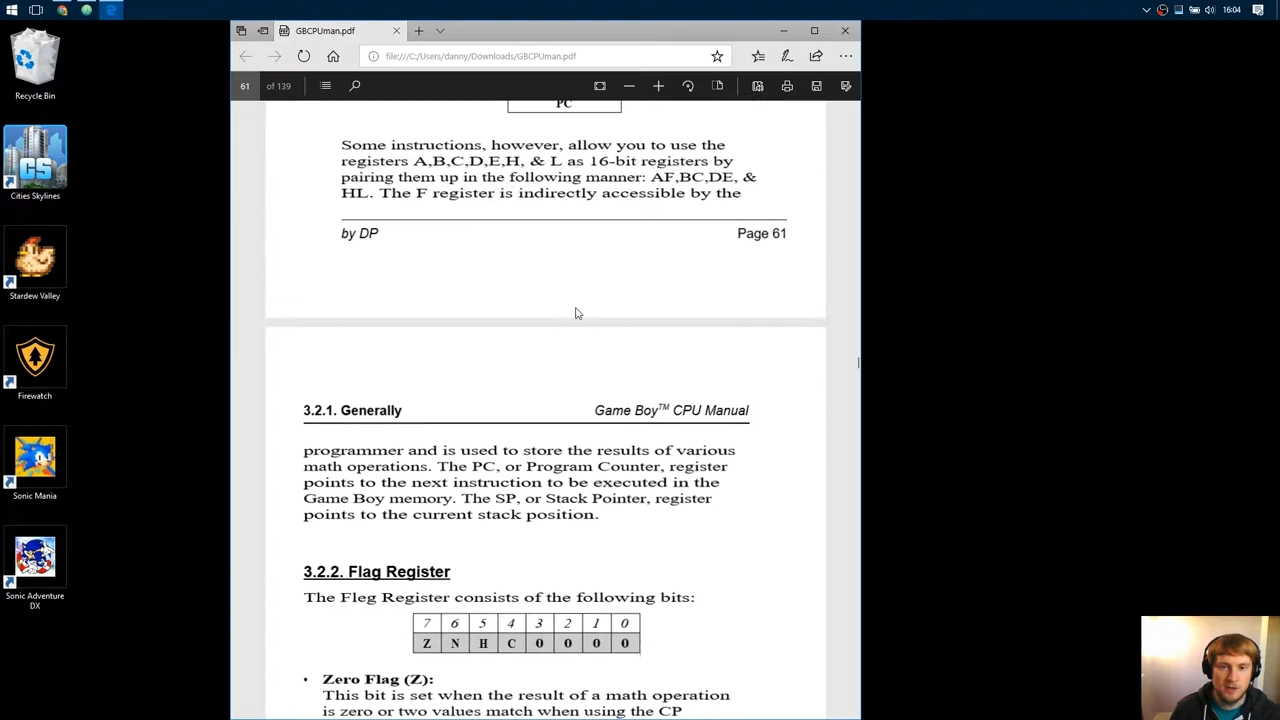 16:04
Recycle Bin
CS
Cities Skylines
Stardew Valley
Firewatch
Sonic Mania
Sonic Adventure
DX
GBCPUman.pdf
file:///C:/Users/danny/Downloads/GBCPUman.pdf
61 of 139
PC
Some instructions, however, allow you to use the
registers A,B,C,D,E,H, & L as 16-bit registers by
pairing them up in the following manner: AF,BC,DE, &
HL. The F register is indirectly accessible by the
by DP Page 61
3.2.1. Generally Game Boy™ CPU Manual
programmer and is used to store the results of various
math operations. The PC, or Program Counter, register
points to the next instruction to be executed in the
Game Boy memory. The SP, or Stack Pointer, register
points to the current stack position.
3.2.2. Flag Register
The Fleg Register consists of the following bits:
7 6 5 4 3 2 1 0
Z N H C 0 0 0 0
• Zero Flag (Z):
This bit is set when the result of a math operation
is zero or two values match when using the CP